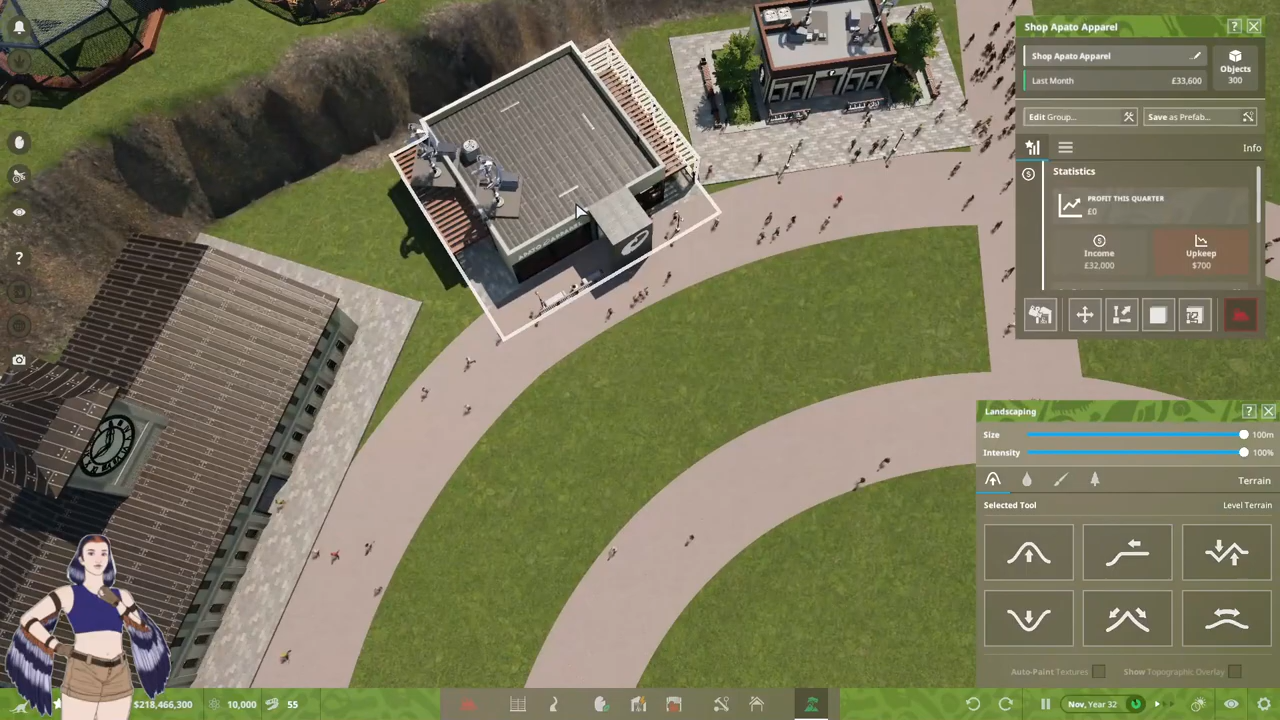 Shop Apato Apparel
?
Shop Apato Apparel
Last Month £33,600
Objects
300
Edit Group...
Save as Prefab...
Info
Statistics
PROFIT THIS QUARTER
£0
Income
£32,000
Upkeep
$700
?
Landscaping
?
Size 100m
Intensity 100%
Terrain
Selected Tool Level Terrain
Auto-Paint Textures
Show Topographic Overlay
$218,466,300
10,000
55
Nov, Year 32